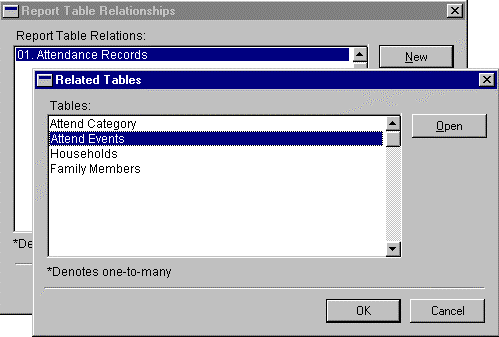 Report Table Relationships
Report Table Relations:
01. Attendance Records
New
Related Tables
Tables:
Attend Category
Attend Events
Households
Family Members
Open
*De
*Denotes one-to-many
OK
Cancel